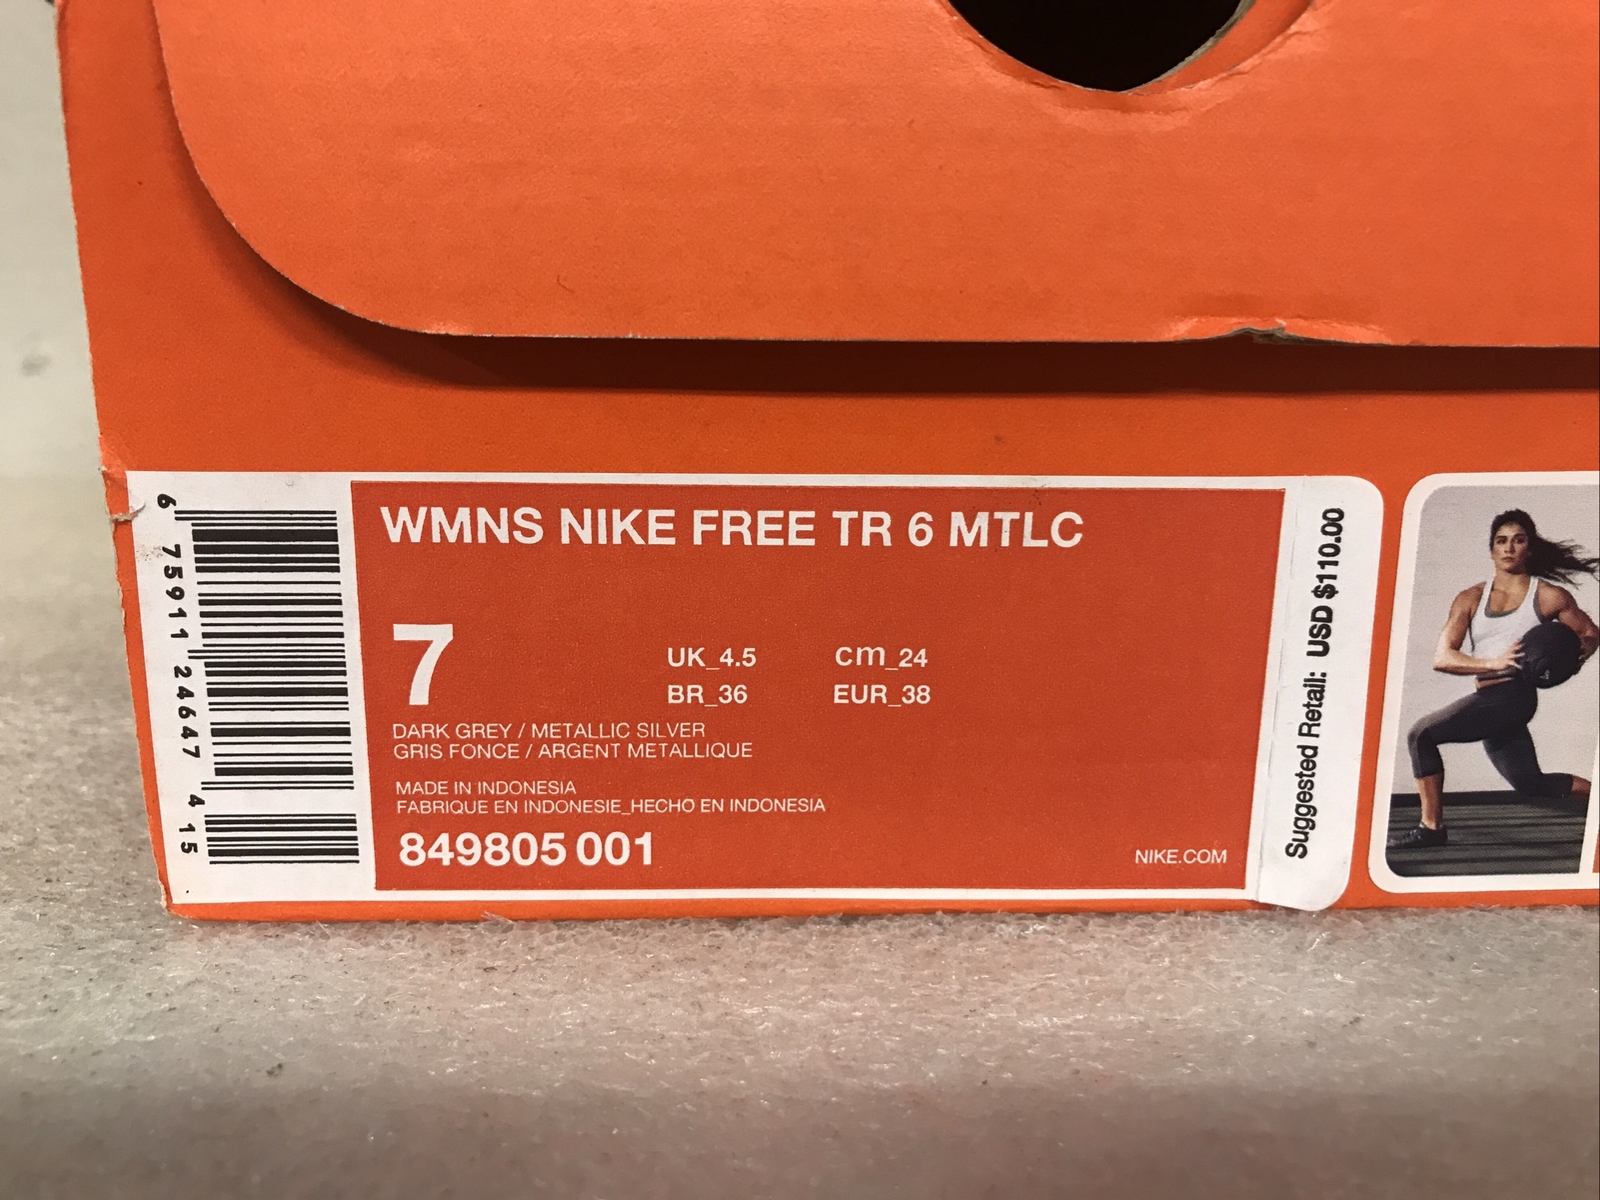 WMNS NIKE FREE TR 6 MTLC
7
UK_4.5 cm_24
BR_36 EUR_38
DARK GREY / METALLIC SILVER
GRIS FONCE / ARGENT METALLIQUE
MADE IN INDONESIA
FABRIQUE EN INDONESIE_HECHO EN INDONESIA
849805 001
NIKE.COM
6 75911 24647 4 15
Suggested Retail: USD $110.00